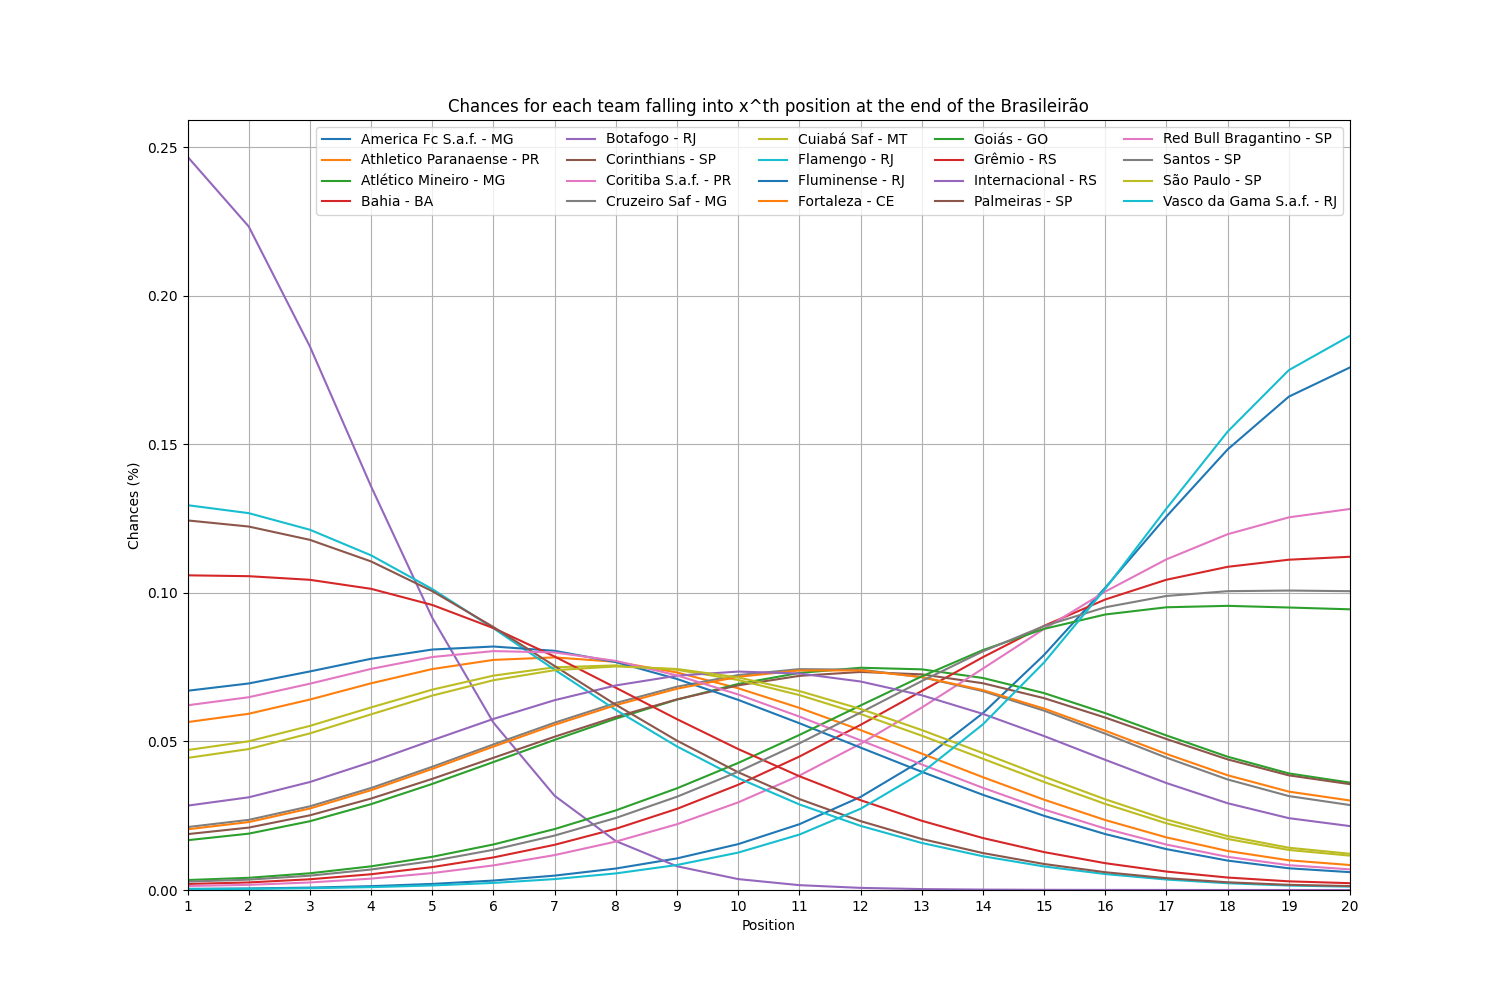 Chances for each team falling into x^th position at the end of the Brasileirão
America Fc S.a.f. - MG
Athletico Paranaense - PR
Atlético Mineiro - MG
Bahia - BA
Botafogo - RJ
Corinthians - SP
Coritiba S.a.f. - PR
Cruzeiro Saf - MG
Cuiabá Saf - MT
Flamengo - RJ
Fluminense - RJ
Fortaleza - CE
Goiás - GO
Grêmio - RS
Internacional - RS
Palmeiras - SP
Red Bull Bragantino - SP
Santos - SP
São Paulo - SP
Vasco da Gama S.a.f. - RJ
Chances (%)
0.25
0.20
0.15
0.10
0.05
0.00
1 2 3 4 5 6 7 8 9 10 11 12 13 14 15 16 17 18 19 20
Position